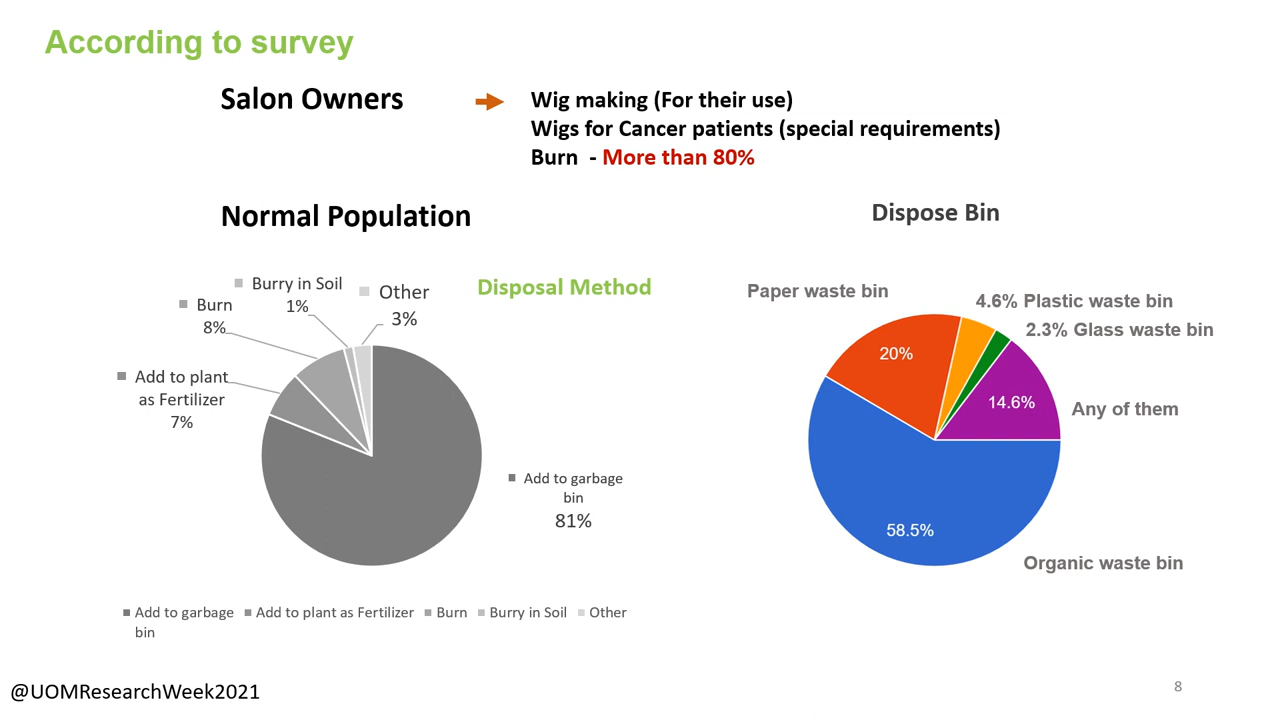 According to survey
Salon Owners
Wig making (For their use)
Wigs for Cancer patients (special requirements)
Burn - More than 80%
Normal Population
Dispose Bin
Disposal Method
Burry in Soil
1%
Other
3%
Burn
8%
Add to plant
as Fertilizer
7%
Add to garbage
bin
81%
Add to garbage
bin
Add to plant as Fertilizer
Burn
Burry in Soil
Other
Paper waste bin
20%
4.6% Plastic waste bin
2.3% Glass waste bin
14.6%
Any of them
58.5%
Organic waste bin
@UOMResearchWeek2021
8